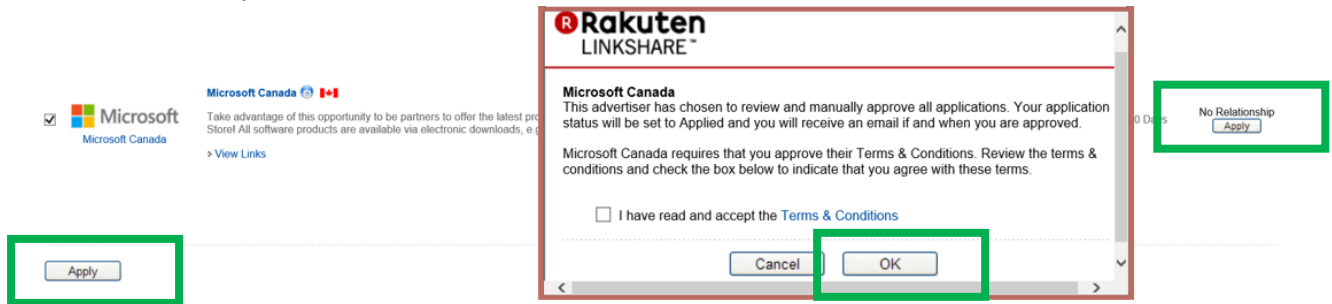 Rakuten
LINKSHARE™
Microsoft Canada
Microsoft
Microsoft Canada
Take advantage of this opportunity to be partners to offer the latest
Store! All software products are available via electronic downloads, e.g
> View Links
Microsoft Canada
This advertiser has chosen to review and manually approve all applications. Your application
status will be set to Applied and you will receive an email if and when you are approved.
Microsoft Canada requires that you approve their Terms & Conditions. Review the terms &
conditions and check the box below to indicate that you agree with these terms.
I have read and accept the Terms & Conditions
Cancel
OK
0 Days
No Relationship
Apply
Apply